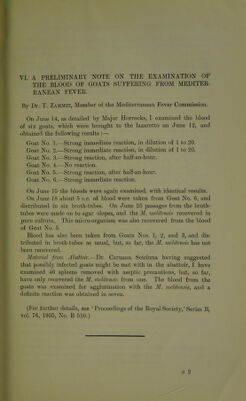 VI. A PRELIMINARY NOTE ON THE EXAMINATION OF
THE BLOOD OF GOATS SUFFERING FROM MEDITER-
RANEAN FEVER.
By Dr. T. ZAMMIT, Member of the Mediterranean Fever Commission.
On June 14, as detailed by Major Horrocks, I examined the blood
of six goats, which were brought to the lazaretto on June 12, and
obtained the following results:—
Goat No. 1.—Strong immediate reaction, in dilution of 1 to 20.
Goat No. 2.—Strong immediate reaction, in dilution of 1 to 20.
Goat No. 3.—Strong reaction, after half-an-hour.
Goat No. 4.—No reaction.
Goat No. 5.—Strong reaction, after half-an-hour.
Goat No. 6.—Strong immediate reaction.
On June 15 the bloods were again examined, with identical results.
On June 18 about 5 c.c. of blood were taken from Goat No. 6, and
distributed in six broth-tubes. On June 25 passages from the broth-
tubes were made on to agar slopes, and the M. melitensis recovered in
pure culture. This micro-organism was also recovered from the blood
of Goat No. 5.
Blood has also been taken from Goats Nos. 1, 2, and 3, and dis-
tributed in broth-tubes as usual, but, so far, the M. melitensis has not
been recovered.
Material from Abattoir.—Dr. Caruana Scicluna having suggested
that possibly infected goats might be met with in the abattoir, I have
examined 46 spleens removed with aseptic precautions, but, so far,
have only recovered the M. melitensis from one. The blood from the
goats was examined for agglutination with the M. melitensis, and a
definite reaction was obtained in seven.
(For further details, see 'Proceedings of the Royal Society,' Series B,
vol. 76, 1905, No. B 510.)
2